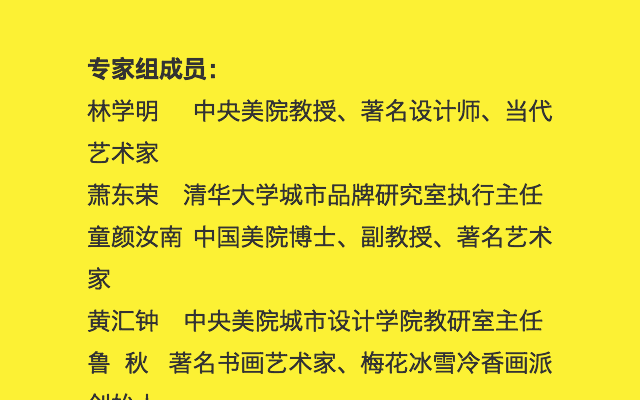 专家组成员：
林学明　 中央美院教授、著名设计师、当代
艺术家
萧东荣　清华大学城市品牌研究室执行主任
童颜汝南 中国美院博士、副教授、著名艺术
家
黄汇钟　中央美院城市设计学院教研室主任
鲁 秋　著名书画艺术家、梅花冰雪冷香画派